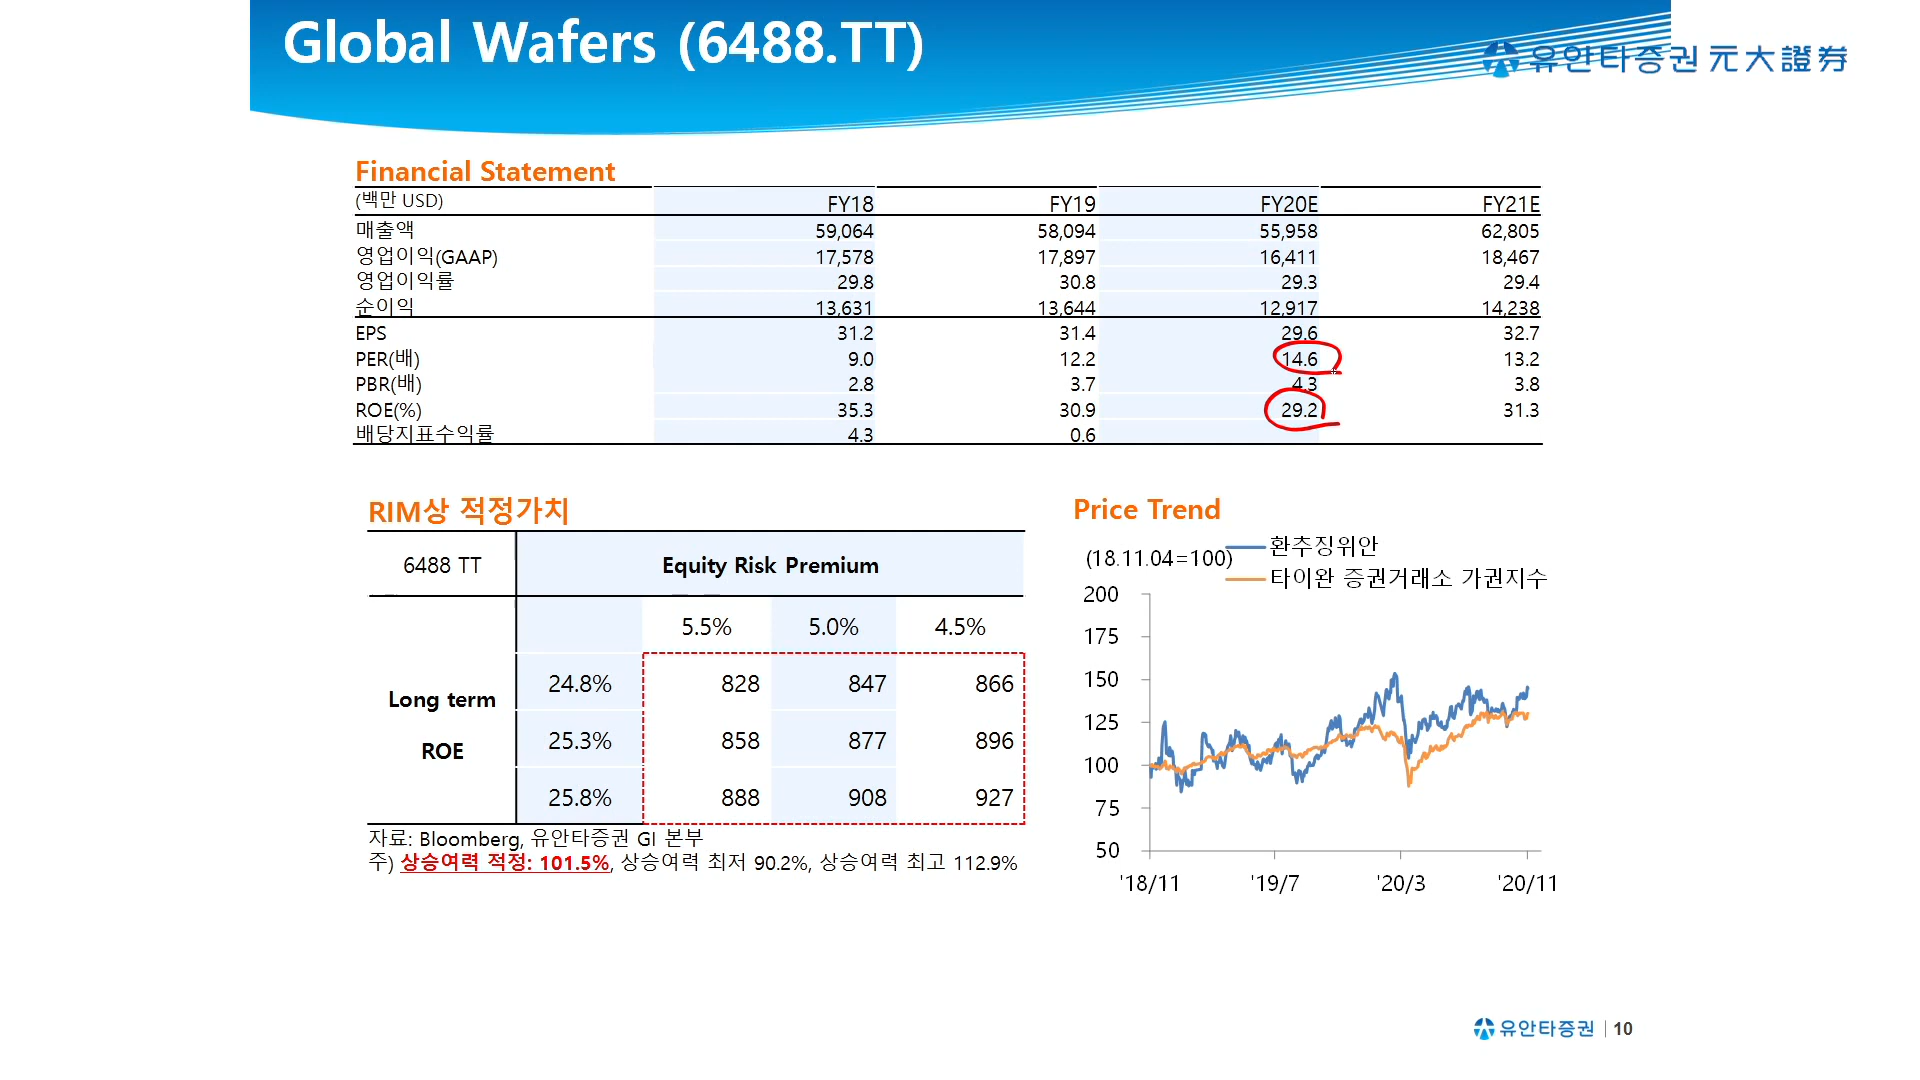 Global Wafers (6488.TT)
유안타증권 元大證券
Financial Statement
(백만 USD) FY18 FY19 FY20E FY21E
매출액 59,064 58,094 55,958 62,805
영업이익(GAAP) 17,578 17,897 16,411 18,467
영업이익률 29.8 30.8 29.3 29.4
순이익 13,631 13,644 12,917 14,238
EPS 31.2 31.4 29.6 32.7
PER(배) 9.0 12.2 14.6 13.2
PBR(배) 2.8 3.7 4.3 3.8
ROE(%) 35.3 30.9 29.2 31.3
배당지표수익률 4.3 0.6
RIM상 적정가치
6488 TT Equity Risk Premium
5.5% 5.0% 4.5%
Long term
ROE
24.8% 828 847 866
25.3% 858 877 896
25.8% 888 908 927
자료: Bloomberg, 유안타증권 GI 본부
주) 상승여력 적정: 101.5%, 상승여력 최저 90.2%, 상승여력 최고 112.9%
Price Trend
(18.11.04=100)
환추징위안
타이완 증권거래소 가권지수
200
175
150
125
100
75
50
'18/11 '19/7 '20/3 '20/11
유안타증권 10